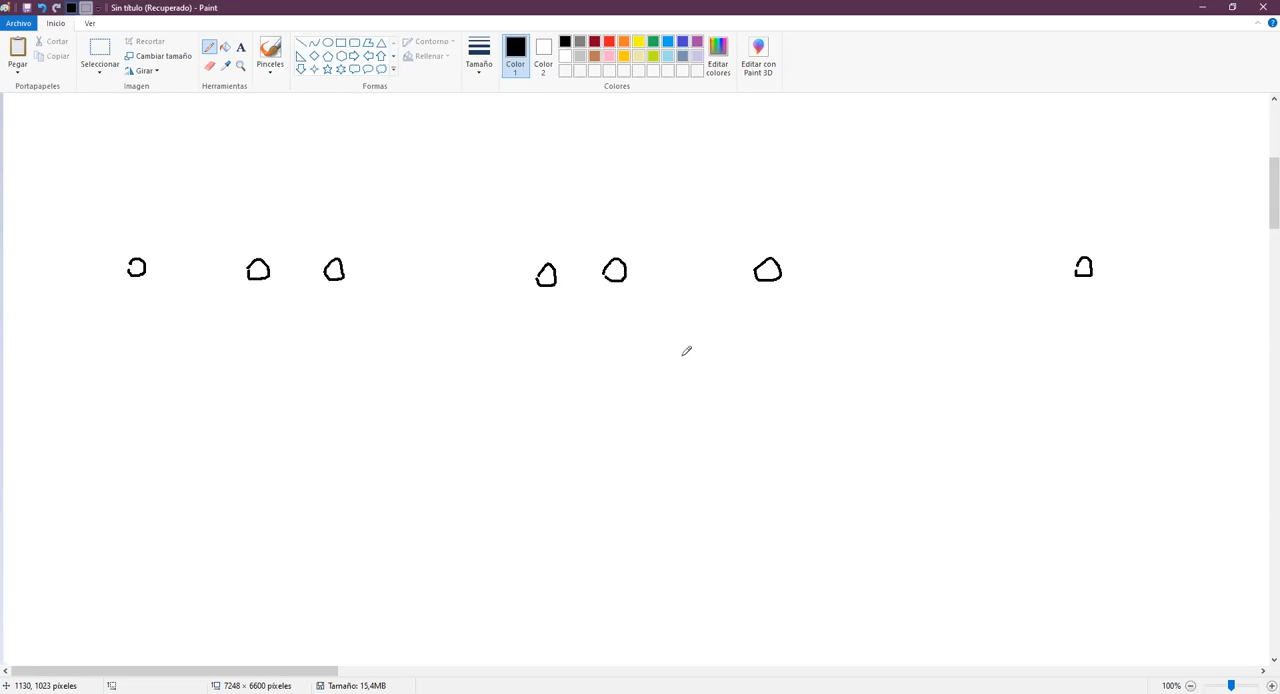 Sin título (Recuperado) - Paint
Archivo Inicio Ver
Pegar
Cortar
Copiar
Portapapeles
Seleccionar
Recortar
Cambiar tamaño
Girar
Imagen
A
Herramientas
Pinceles
Contorno
Rellenar
Formas
Tamaño
Color
1
Color
2
Editar
colores
Colores
Editar con
Paint 3D
1130, 1023 píxeles 7248 × 6600 píxeles Tamaño: 15,4MB 100%